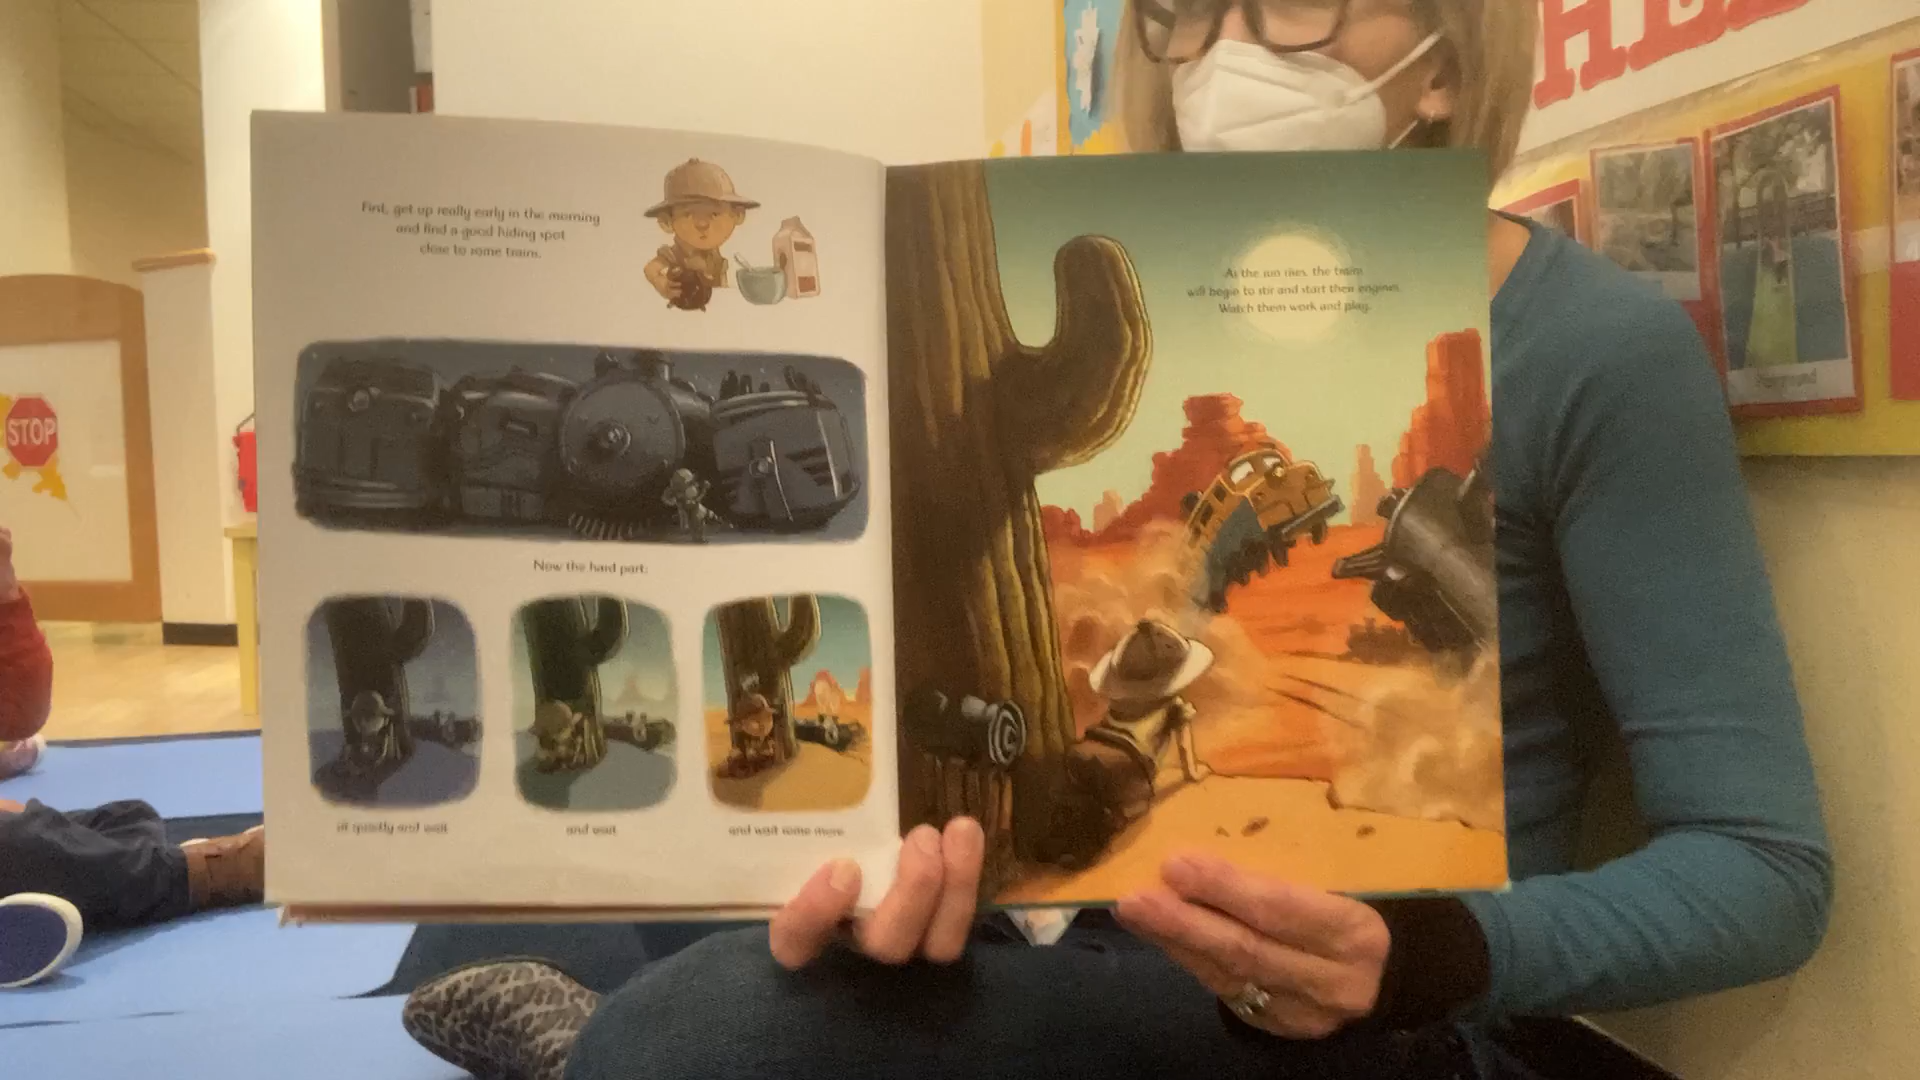 First, get up really early in the morning
and find a good hiding spot
close to some trains.
Now the hard part:
sit quietly and wait
and wait
and wait some more.
As the sun rises, the trains
will begin to stir and start their engines.
Watch them work and play.
STOP
Playground